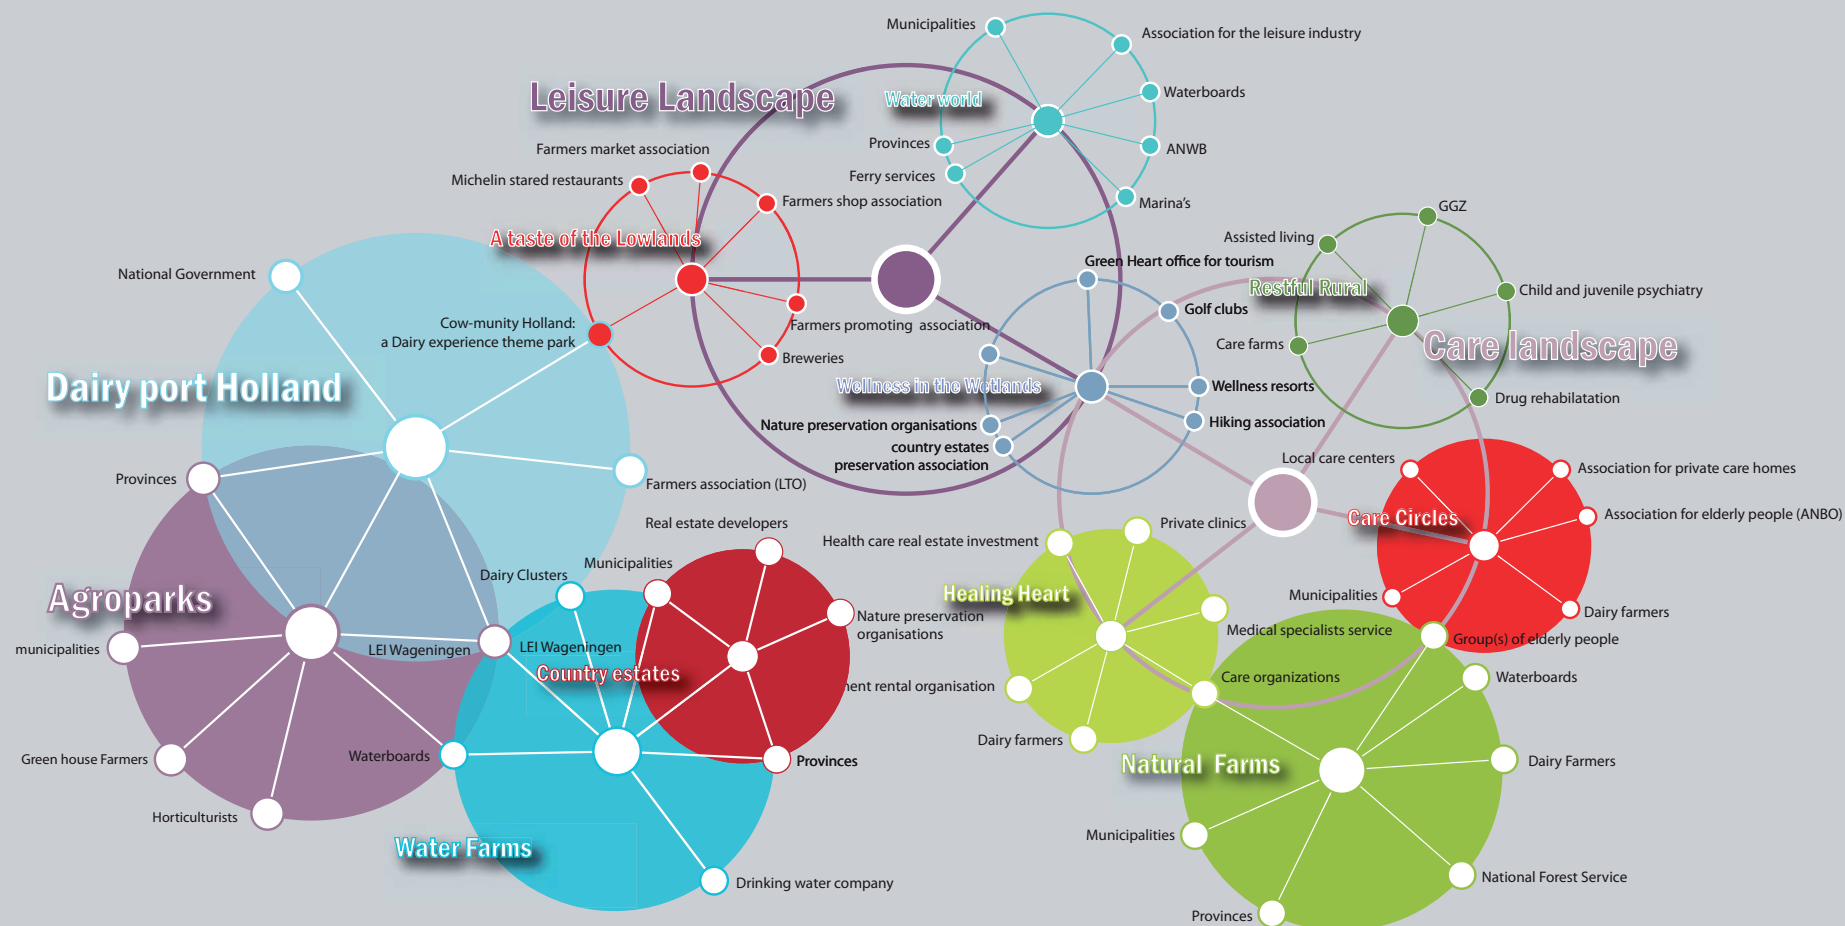 Municipalities
Association for the leisure industry
Leisure Landscape
Water world
Waterboards
Provinces
ANWB
Ferry services
Marina's
Farmers market association
Michelin stared restaurants
Farmers shop association
A taste of the Lowlands
Farmers promoting association
Breweries
GGZ
Assisted living
Green Heart office for tourism
Restful Rural
Child and juvenile psychiatry
Golf clubs
Care farms
Care landscape
Wellness in the Wetlands
Wellness resorts
Drug rehabilatation
Nature preservation organisations
Hiking association
country estates
preservation association
National Government
Cow-munity Holland:
a Dairy experience theme park
Dairy port Holland
Provinces
Farmers association (LTO)
Local care centers
Association for private care homes
Care Circles
Association for elderly people (ANBO)
Municipalities
Dairy farmers
Group(s) of elderly people
Real estate developers
Municipalities
Dairy Clusters
Agroparks
municipalities
LEI Wageningen
LEI Wageningen
Nature preservation
organisations
Country estates
Private clinics
Health care real estate investment
Healing Heart
Medical specialists service
ent rental organisation
Care organizations
Dairy farmers
Waterboards
Green house Farmers
Waterboards
Provinces
Natural Farms
Dairy Farmers
Horticulturists
Water Farms
Drinking water company
Municipalities
National Forest Service
Provinces